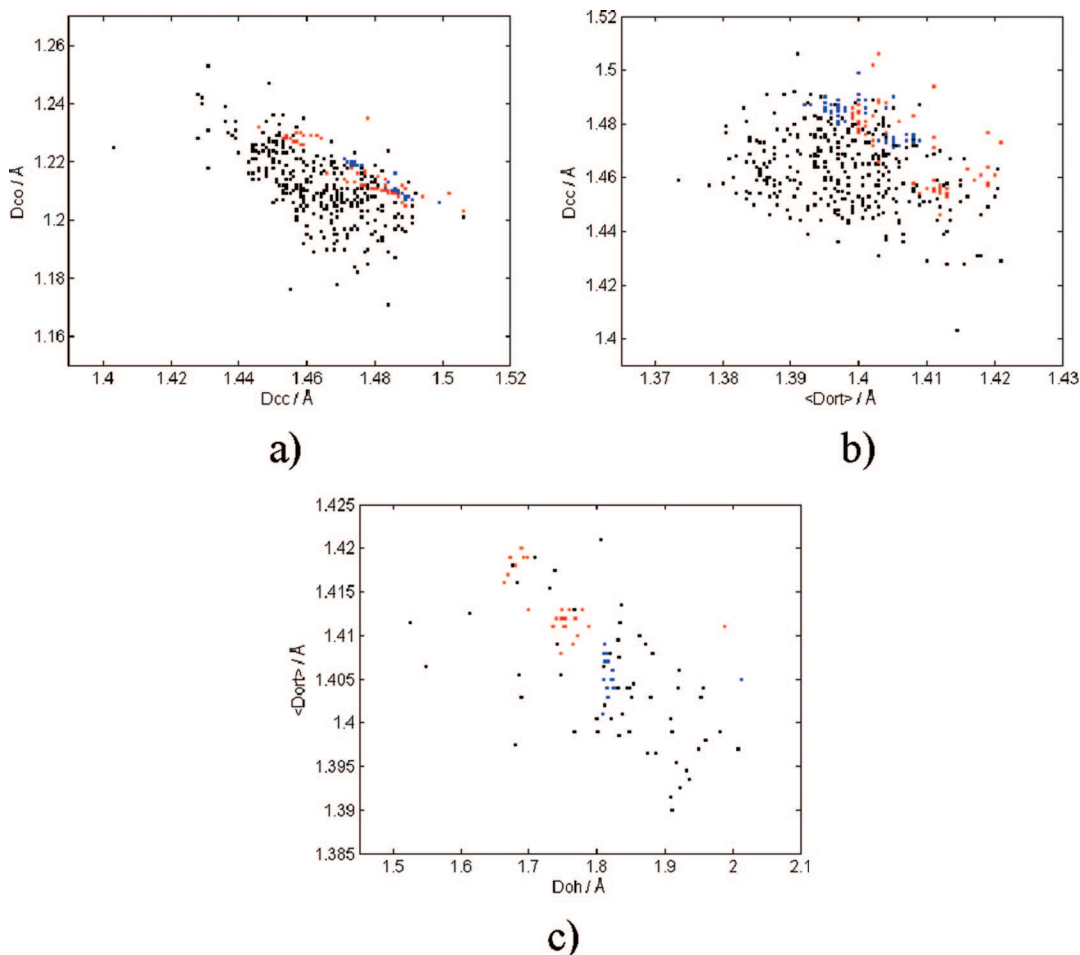 1.26
1.24
1.22
1.2
1.18
1.16
Dco / Å
1.4 1.42 1.44 1.46 1.48 1.5 1.52
Dcc / Å
a)
1.52
1.5
1.48
1.46
1.44
1.42
1.4
Dcc / Å
1.37 1.38 1.39 1.4 1.41 1.42 1.43
<Dort> / Å
b)
1.425
1.42
1.415
1.41
1.405
1.4
1.395
1.39
1.385
<Dort> / Å
1.5 1.6 1.7 1.8 1.9 2 2.1
Doh / Å
c)